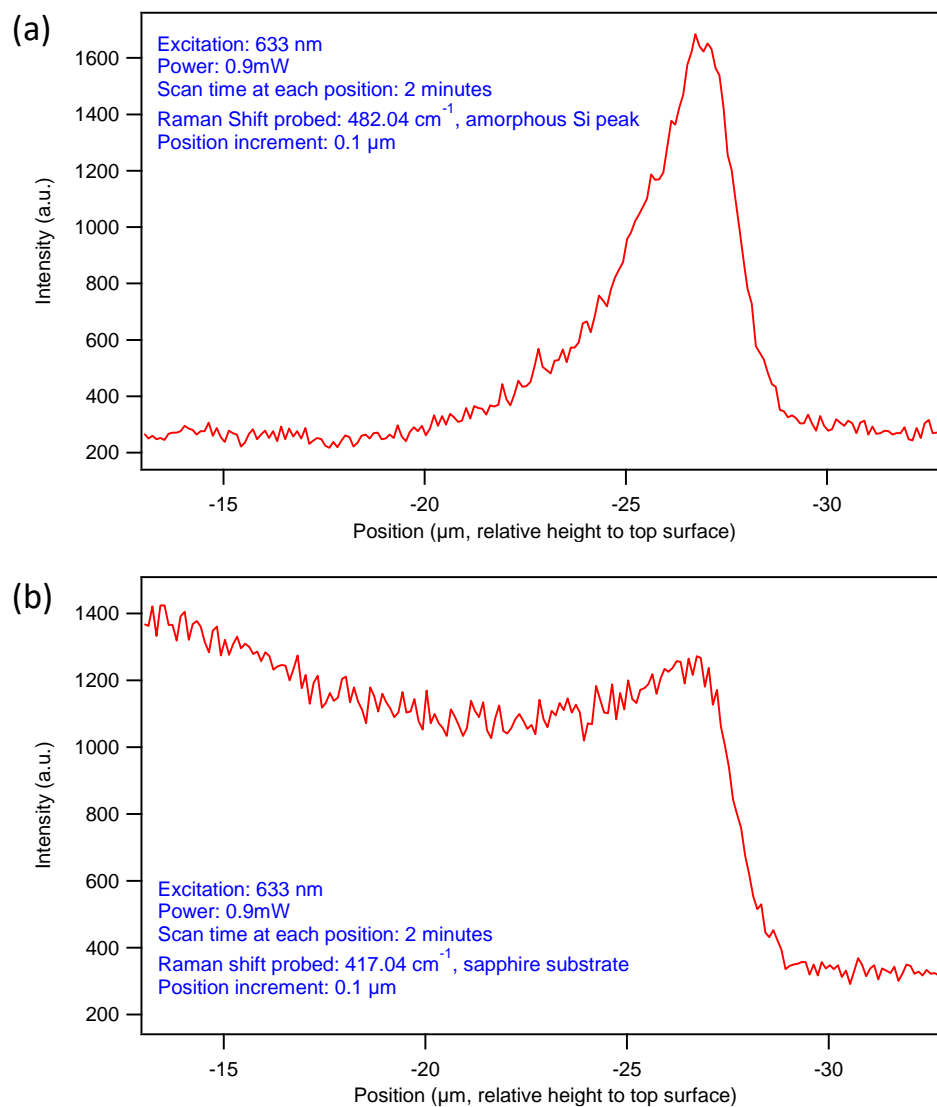 (a)
Excitation: 633 nm
Power: 0.9mW
Scan time at each position: 2 minutes
Raman Shift probed: 482.04 cm⁻¹, amorphous Si peak
Position increment: 0.1 µm
Intensity (a.u.)
1600
1400
1200
1000
800
600
400
200
-15 -20 -25 -30
Position (µm, relative height to top surface)
(b)
Intensity (a.u.)
1400
1200
1000
800
600
400
200
Excitation: 633 nm
Power: 0.9mW
Scan time at each position: 2 minutes
Raman shift probed: 417.04 cm⁻¹, sapphire substrate
Position increment: 0.1 µm
-15 -20 -25 -30
Position (µm, relative height to top surface)